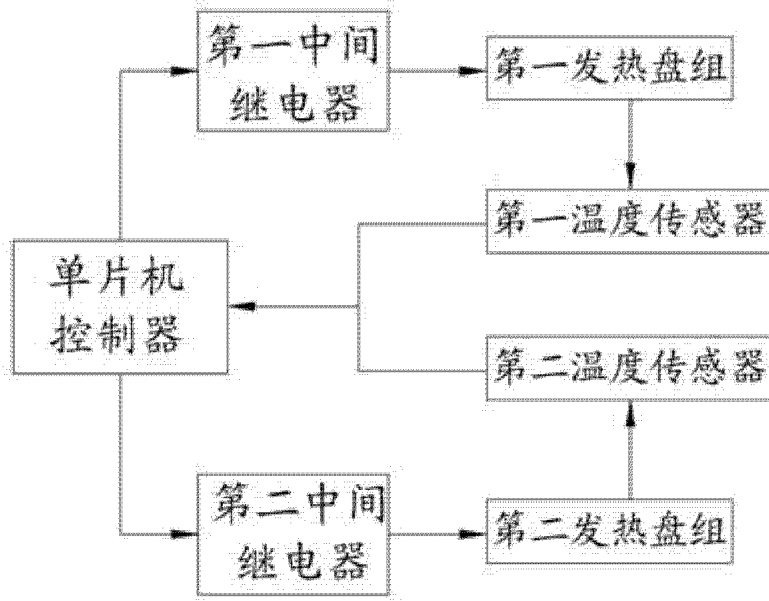 第一中间
继电器
第一发热盘组
第一温度传感器
单片机
控制器
第二温度传感器
第二中间
继电器
第二发热盘组